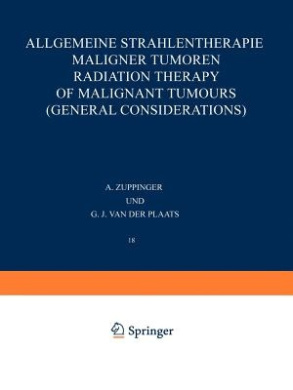 ALLGEMEINE STRAHLENTHERAPIE
MALIGNER TUMOREN
RADIATION THERAPY
OF MALIGNANT TUMOURS
(GENERAL CONSIDERATIONS)
A. ZUPPINGER
UND
G. J. VAN DER PLAATS
18
Springer